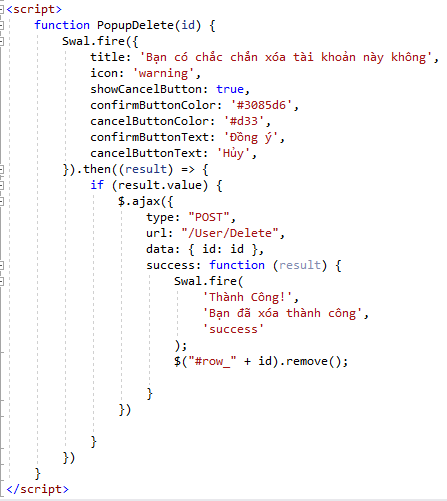 <script>
function PopupDelete(id) {
Swal.fire({
title: 'Bạn có chắc chắn xóa tài khoản này không',
icon: 'warning',
showCancelButton: true,
confirmButtonColor: '#3085d6',
cancelButtonColor: '#d33',
confirmButtonText: 'Đồng ý',
cancelButtonText: 'Hủy',
}).then((result) => {
if (result.value) {
$.ajax({
type: "POST",
url: "/User/Delete",
data: { id: id },
success: function (result) {
Swal.fire(
'Thành Công!',
'Bạn đã xóa thành công',
'success'
);
$("#row_" + id).remove();
}
})
}
})
}
</script>